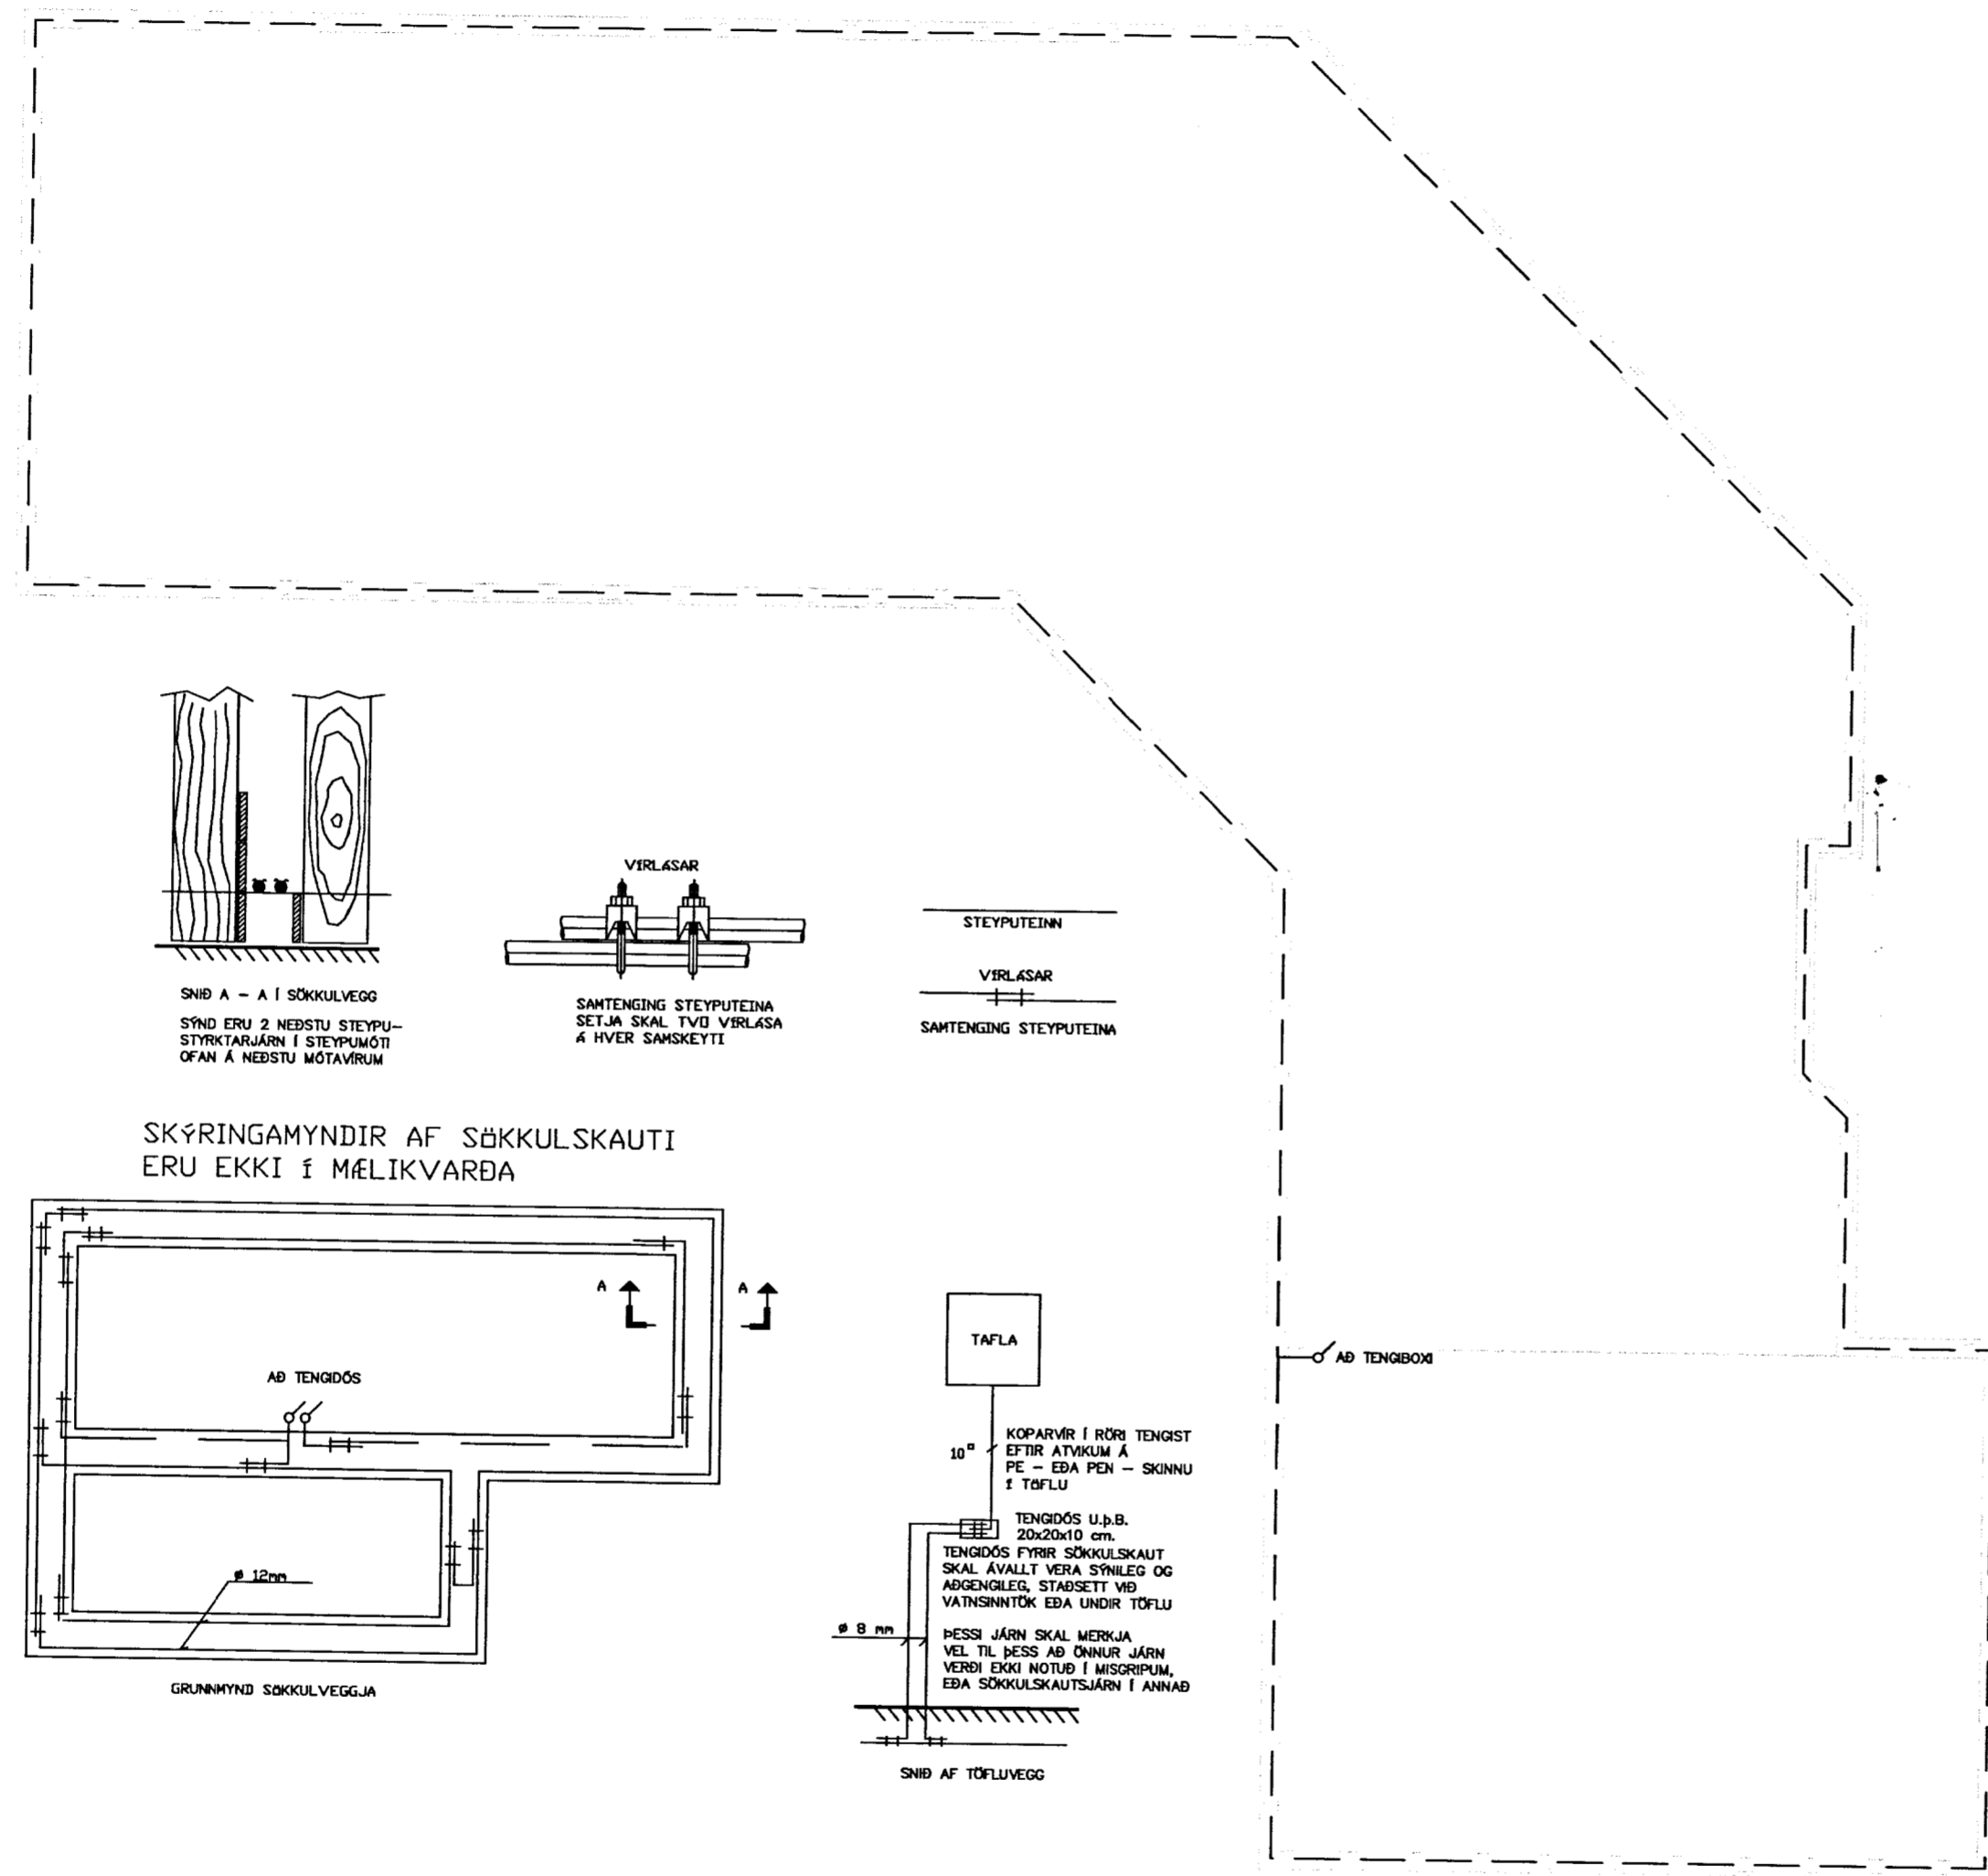 VÍRLÁSAR
STEYPUTEINN
VÍRLÁSAR
SAMTENGING STEYPUTEINA
SNIÐ A - A Í SÖKKULVEGG
SÝND ERU 2 NEÐSTU STEYPU-
STYRKTARJÁRN Í STEYPUMÓTI
OFAN Á NEÐSTU MÓTAVÍRUM
SAMTENGING STEYPUTEINA
SETJA SKAL TVO VÍRLÁSA
Á HVER SAMSKEYTI
SKÝRINGAMYNDIR AF SÖKKULSKAUTI
ERU EKKI Í MÆLIKVARÐA
A
A
AÐ TENGIDÓS
ø 12mm
GRUNNMYND SÖKKULVEGGJA
TAFLA
AÐ TENGIBOXI
10¤
KOPARVÍR Í RÖRI TENGIST
EFTIR ATVIKUM Á
PE - EÐA PEN - SKINNU
Í TÖFLU
TENGIDÓS U.Þ.B.
20x20x10 cm.
TENGIDÓS FYRIR SÖKKULSKAUT
SKAL ÁVALLT VERA SÝNILEG OG
AÐGENGILEG, STAÐSETT VIÐ
VATNSINNTÖK EÐA UNDIR TÖFLU
ø 8 mm
ÞESSI JÁRN SKAL MERKJA
VEL TIL ÞESS AÐ ÖNNUR JÁRN
VERÐI EKKI NOTUÐ Í MISGRIPUM,
EÐA SÖKKULSKAUTSJÁRN Í ANNAÐ
SNIÐ AF TÖFLUVEGG